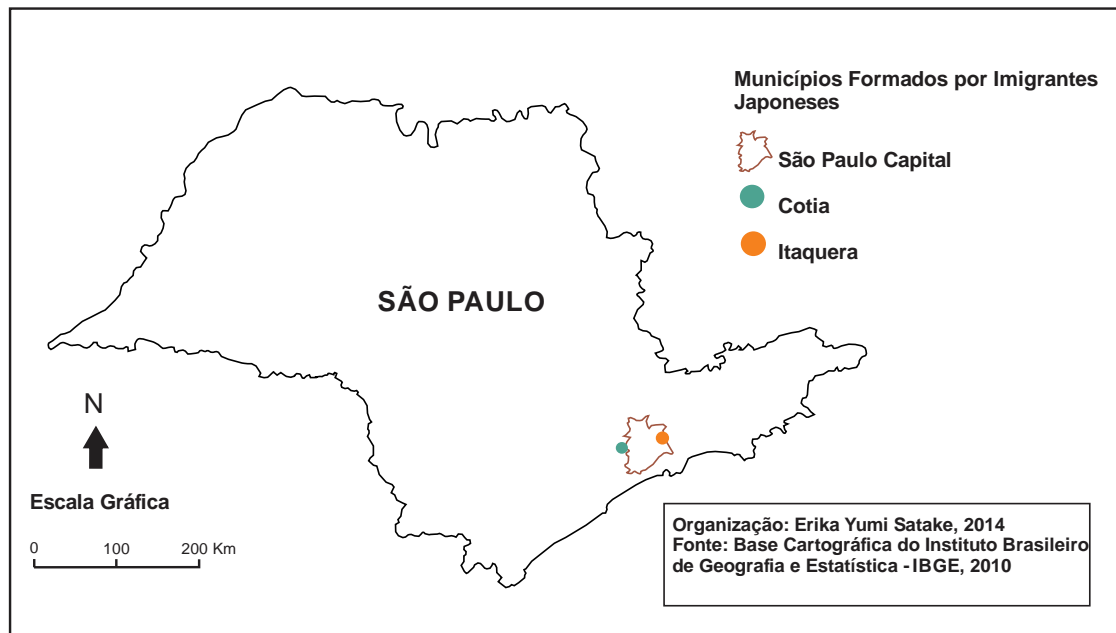 Municípios Formados por Imigrantes
Japoneses
São Paulo Capital
Cotia
Itaquera
SÃO PAULO
N
Escala Gráfica
0 100 200 Km
Organização: Erika Yumi Satake, 2014
Fonte: Base Cartográfica do Instituto Brasileiro
de Geografia e Estatística - IBGE, 2010